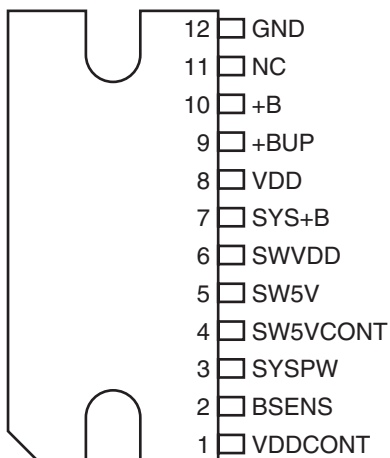 12 GND
11 NC
10 +B
9 +BUP
8 VDD
7 SYS+B
6 SWVDD
5 SW5V
4 SW5VCONT
3 SYSPW
2 BSENS
1 VDDCONT